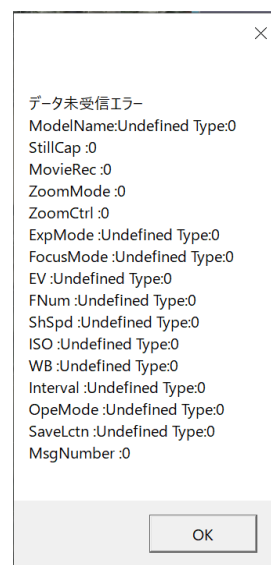 データ未受信エラー
ModelName:Undefined Type:0
StillCap :0
MovieRec :0
ZoomMode :0
ZoomCtrl :0
ExpMode :Undefined Type:0
FocusMode :Undefined Type:0
EV :Undefined Type:0
FNum :Undefined Type:0
ShSpd :Undefined Type:0
ISO :Undefined Type:0
WB :Undefined Type:0
Interval :Undefined Type:0
OpeMode :Undefined Type:0
SaveLctn :Undefined Type:0
MsgNumber :0
OK